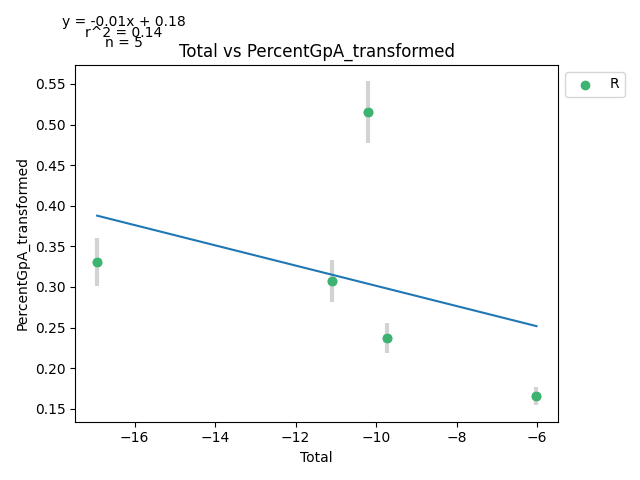 y = -0.01x + 0.18
r^2 = 0.14
n = 5
Total vs PercentGpA_transformed
R
PercentGpA_transformed
0.55
0.50
0.45
0.40
0.35
0.30
0.25
0.20
0.15
−16
−14
−12
−10
−8
−6
Total